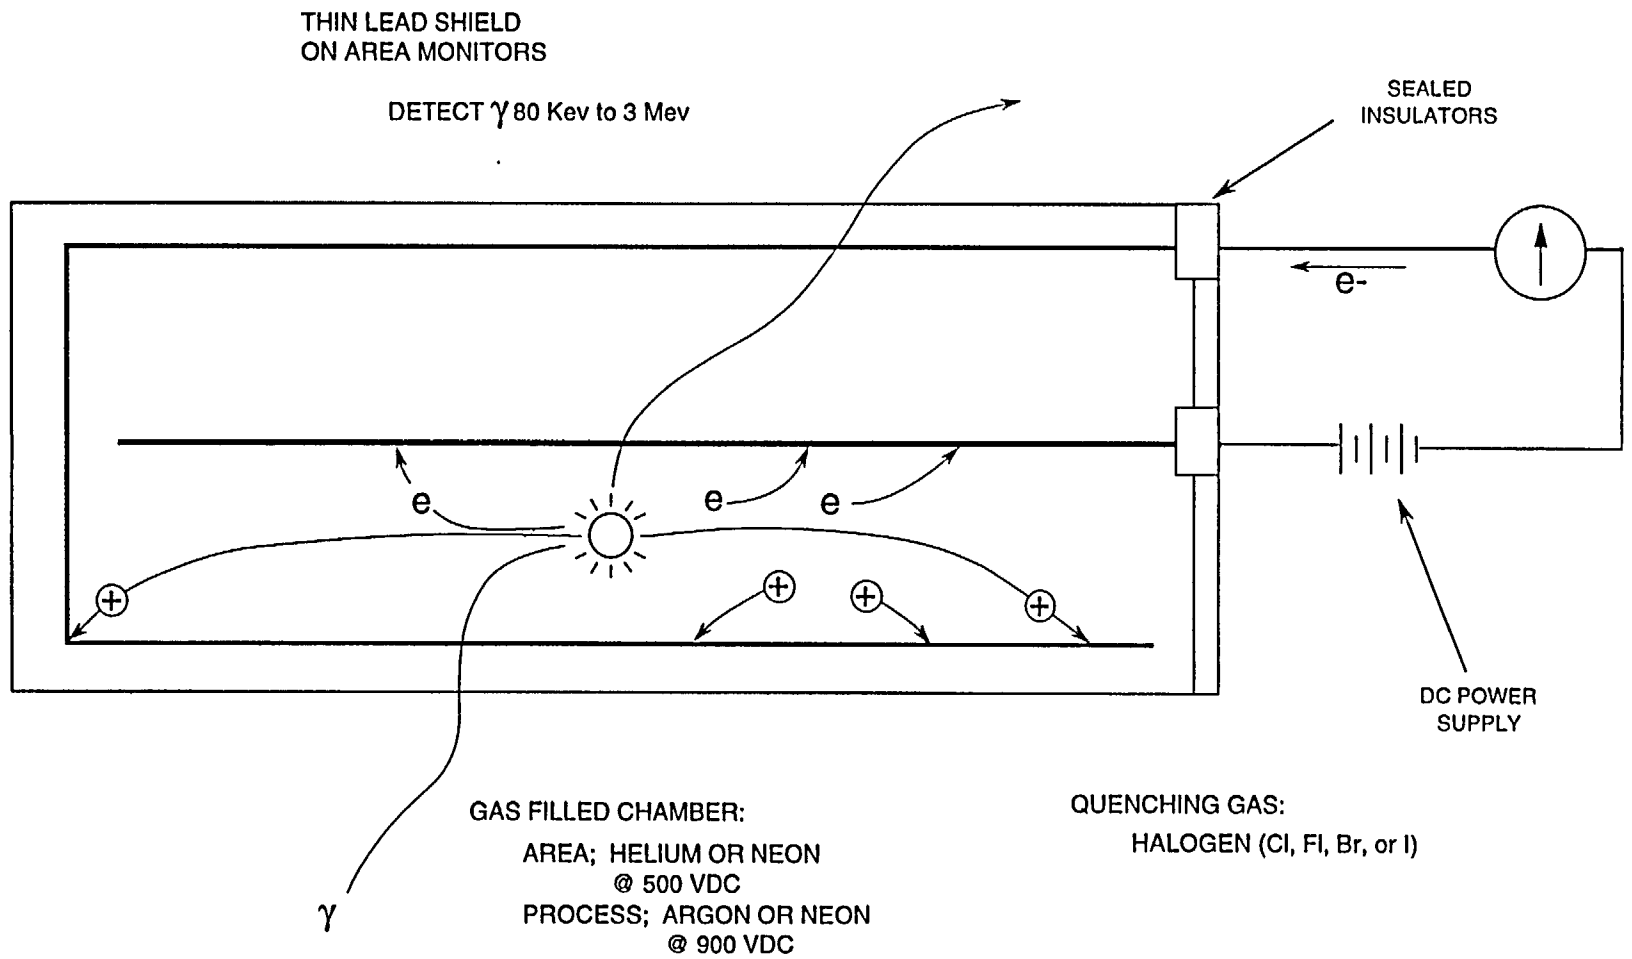 THIN LEAD SHIELD
ON AREA MONITORS
DETECT γ 80 Kev to 3 Mev
SEALED
INSULATORS
e-
e
e
e
+
+
+
+
DC POWER
SUPPLY
GAS FILLED CHAMBER:
AREA; HELIUM OR NEON
@ 500 VDC
PROCESS; ARGON OR NEON
@ 900 VDC
QUENCHING GAS:
HALOGEN (Cl, Fl, Br, or I)
γ